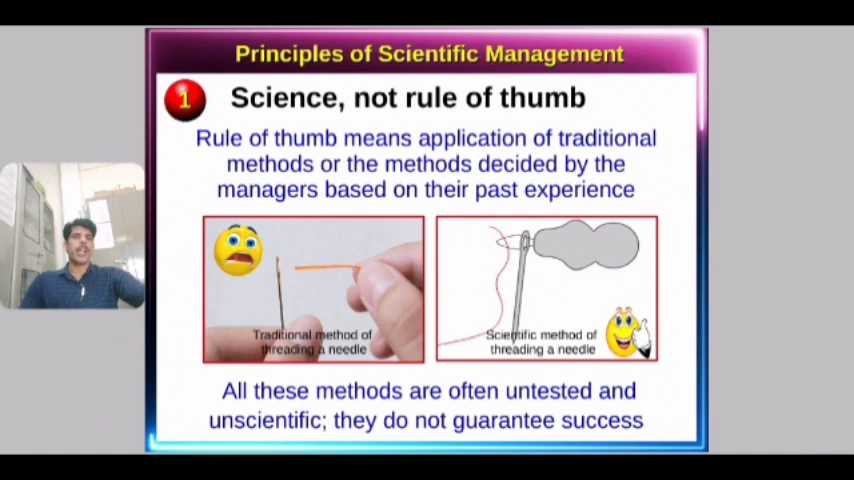 Principles of Scientific Management
1 Science, not rule of thumb
Rule of thumb means application of traditional
methods or the methods decided by the
managers based on their past experience
Traditional method of
threading a needle
Scientific method of
threading a needle
All these methods are often untested and
unscientific; they do not guarantee success